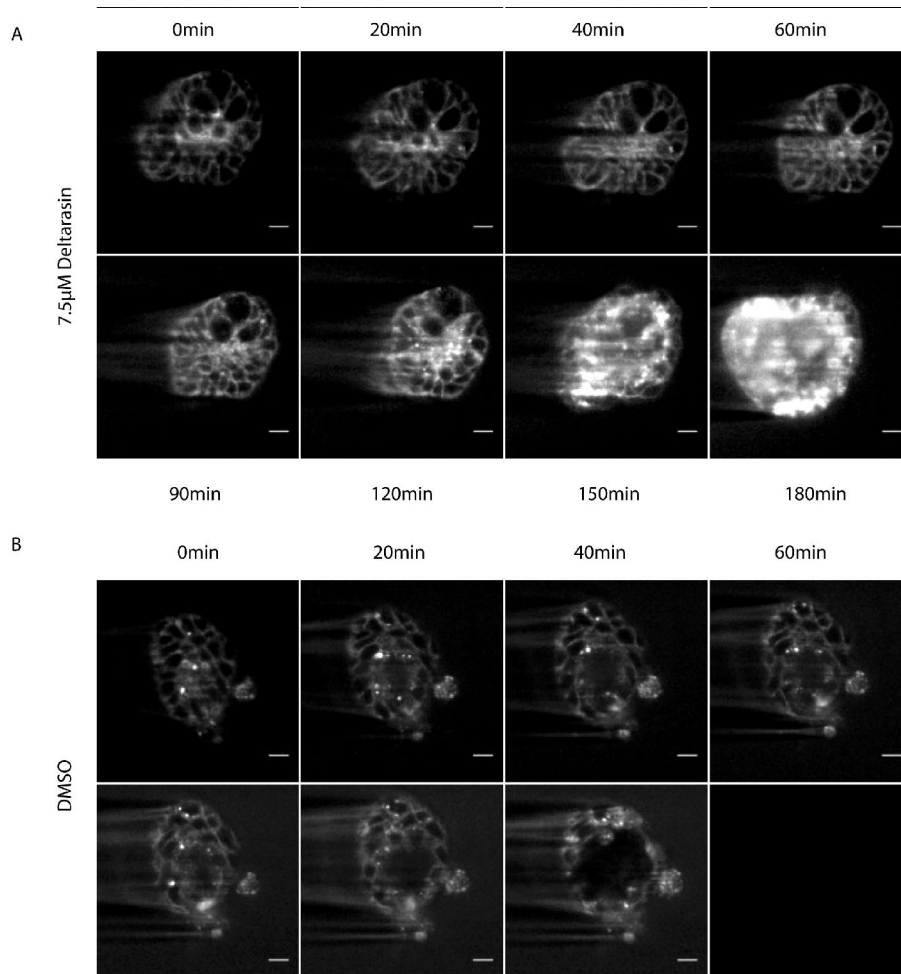 A
0min 20min 40min 60min
7.5µM Deltarasin
90min 120min 150min 180min
B
0min 20min 40min 60min
DMSO